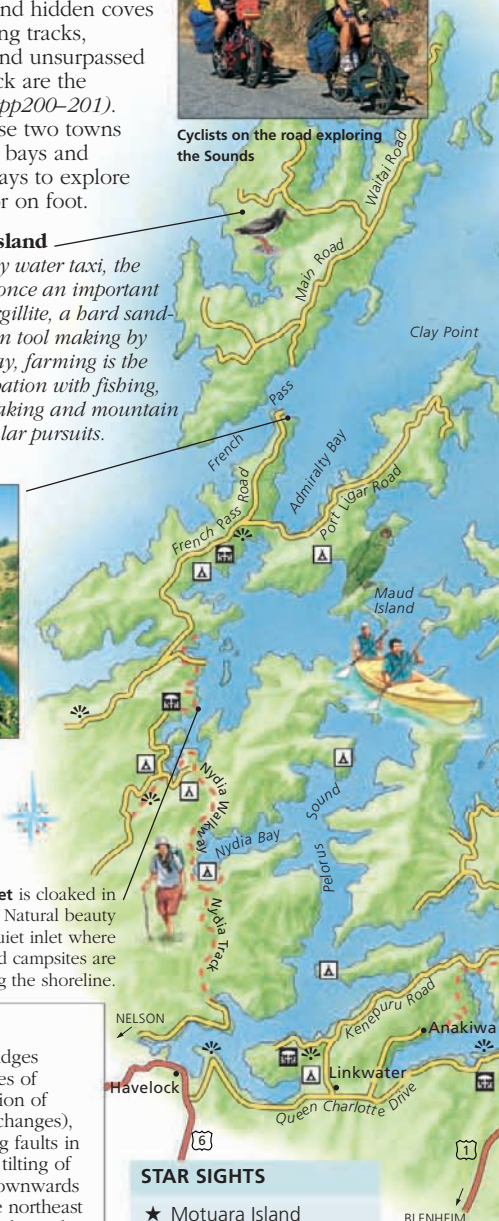 nd hidden coves
ng tracks,
nd unsurpassed
ck are the
pp200–201).
se two towns
bays and
ays to explore
r on foot.
Cyclists on the road exploring
the Sounds
sland
y water taxi, the
once an important
rgillite, a hard sand-
n tool making by
ay, farming is the
pation with fishing,
aking and mountain
lar pursuits.
Waitai Road
Main Road
Clay Point
French Pass
Admiralty Bay
French Pass Road
Port Ligar Road
Maud
Island
Nydia Walkway
Pelorus Sound
Nydia Bay
Nydia Track
et is cloaked in
Natural beauty
uiet inlet where
d campsites are
g the shoreline.
NELSON
Kenepuru Road
Anakiwa
Havelock
Linkwater
Queen Charlotte Drive
6
1
BLENHEIM
dges
es of
ion of
changes),
g faults in
tilting of
ownwards
e northeast
STAR SIGHTS
★ Motuara Island